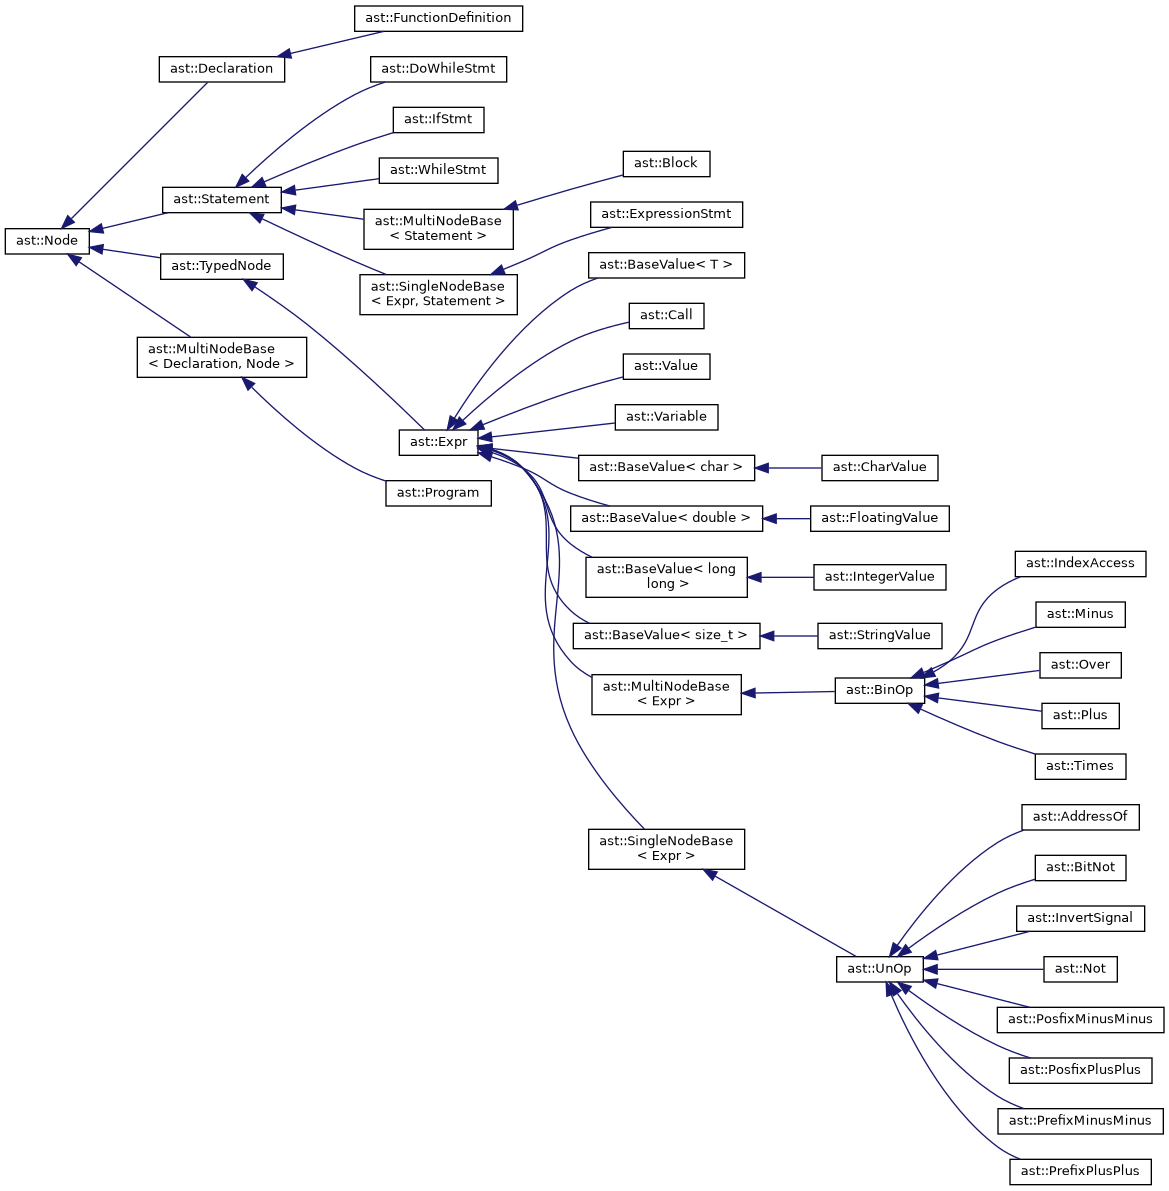 ast::FunctionDefinition
ast::Declaration
ast::DoWhileStmt
ast::IfStmt
ast::WhileStmt
ast::Block
ast::Statement
ast::MultiNodeBase
< Statement >
ast::ExpressionStmt
ast::Node
ast::TypedNode
ast::BaseValue< T >
ast::SingleNodeBase
< Expr, Statement >
ast::Call
ast::MultiNodeBase
< Declaration, Node >
ast::Value
ast::Variable
ast::Expr
ast::BaseValue< char >
ast::CharValue
ast::Program
ast::BaseValue< double >
ast::FloatingValue
ast::IndexAccess
ast::BaseValue< long
long >
ast::IntegerValue
ast::Minus
ast::BaseValue< size_t >
ast::StringValue
ast::Over
ast::MultiNodeBase
< Expr >
ast::BinOp
ast::Plus
ast::Times
ast::AddressOf
ast::SingleNodeBase
< Expr >
ast::BitNot
ast::InvertSignal
ast::UnOp
ast::Not
ast::PosfixMinusMinus
ast::PosfixPlusPlus
ast::PrefixMinusMinus
ast::PrefixPlusPlus